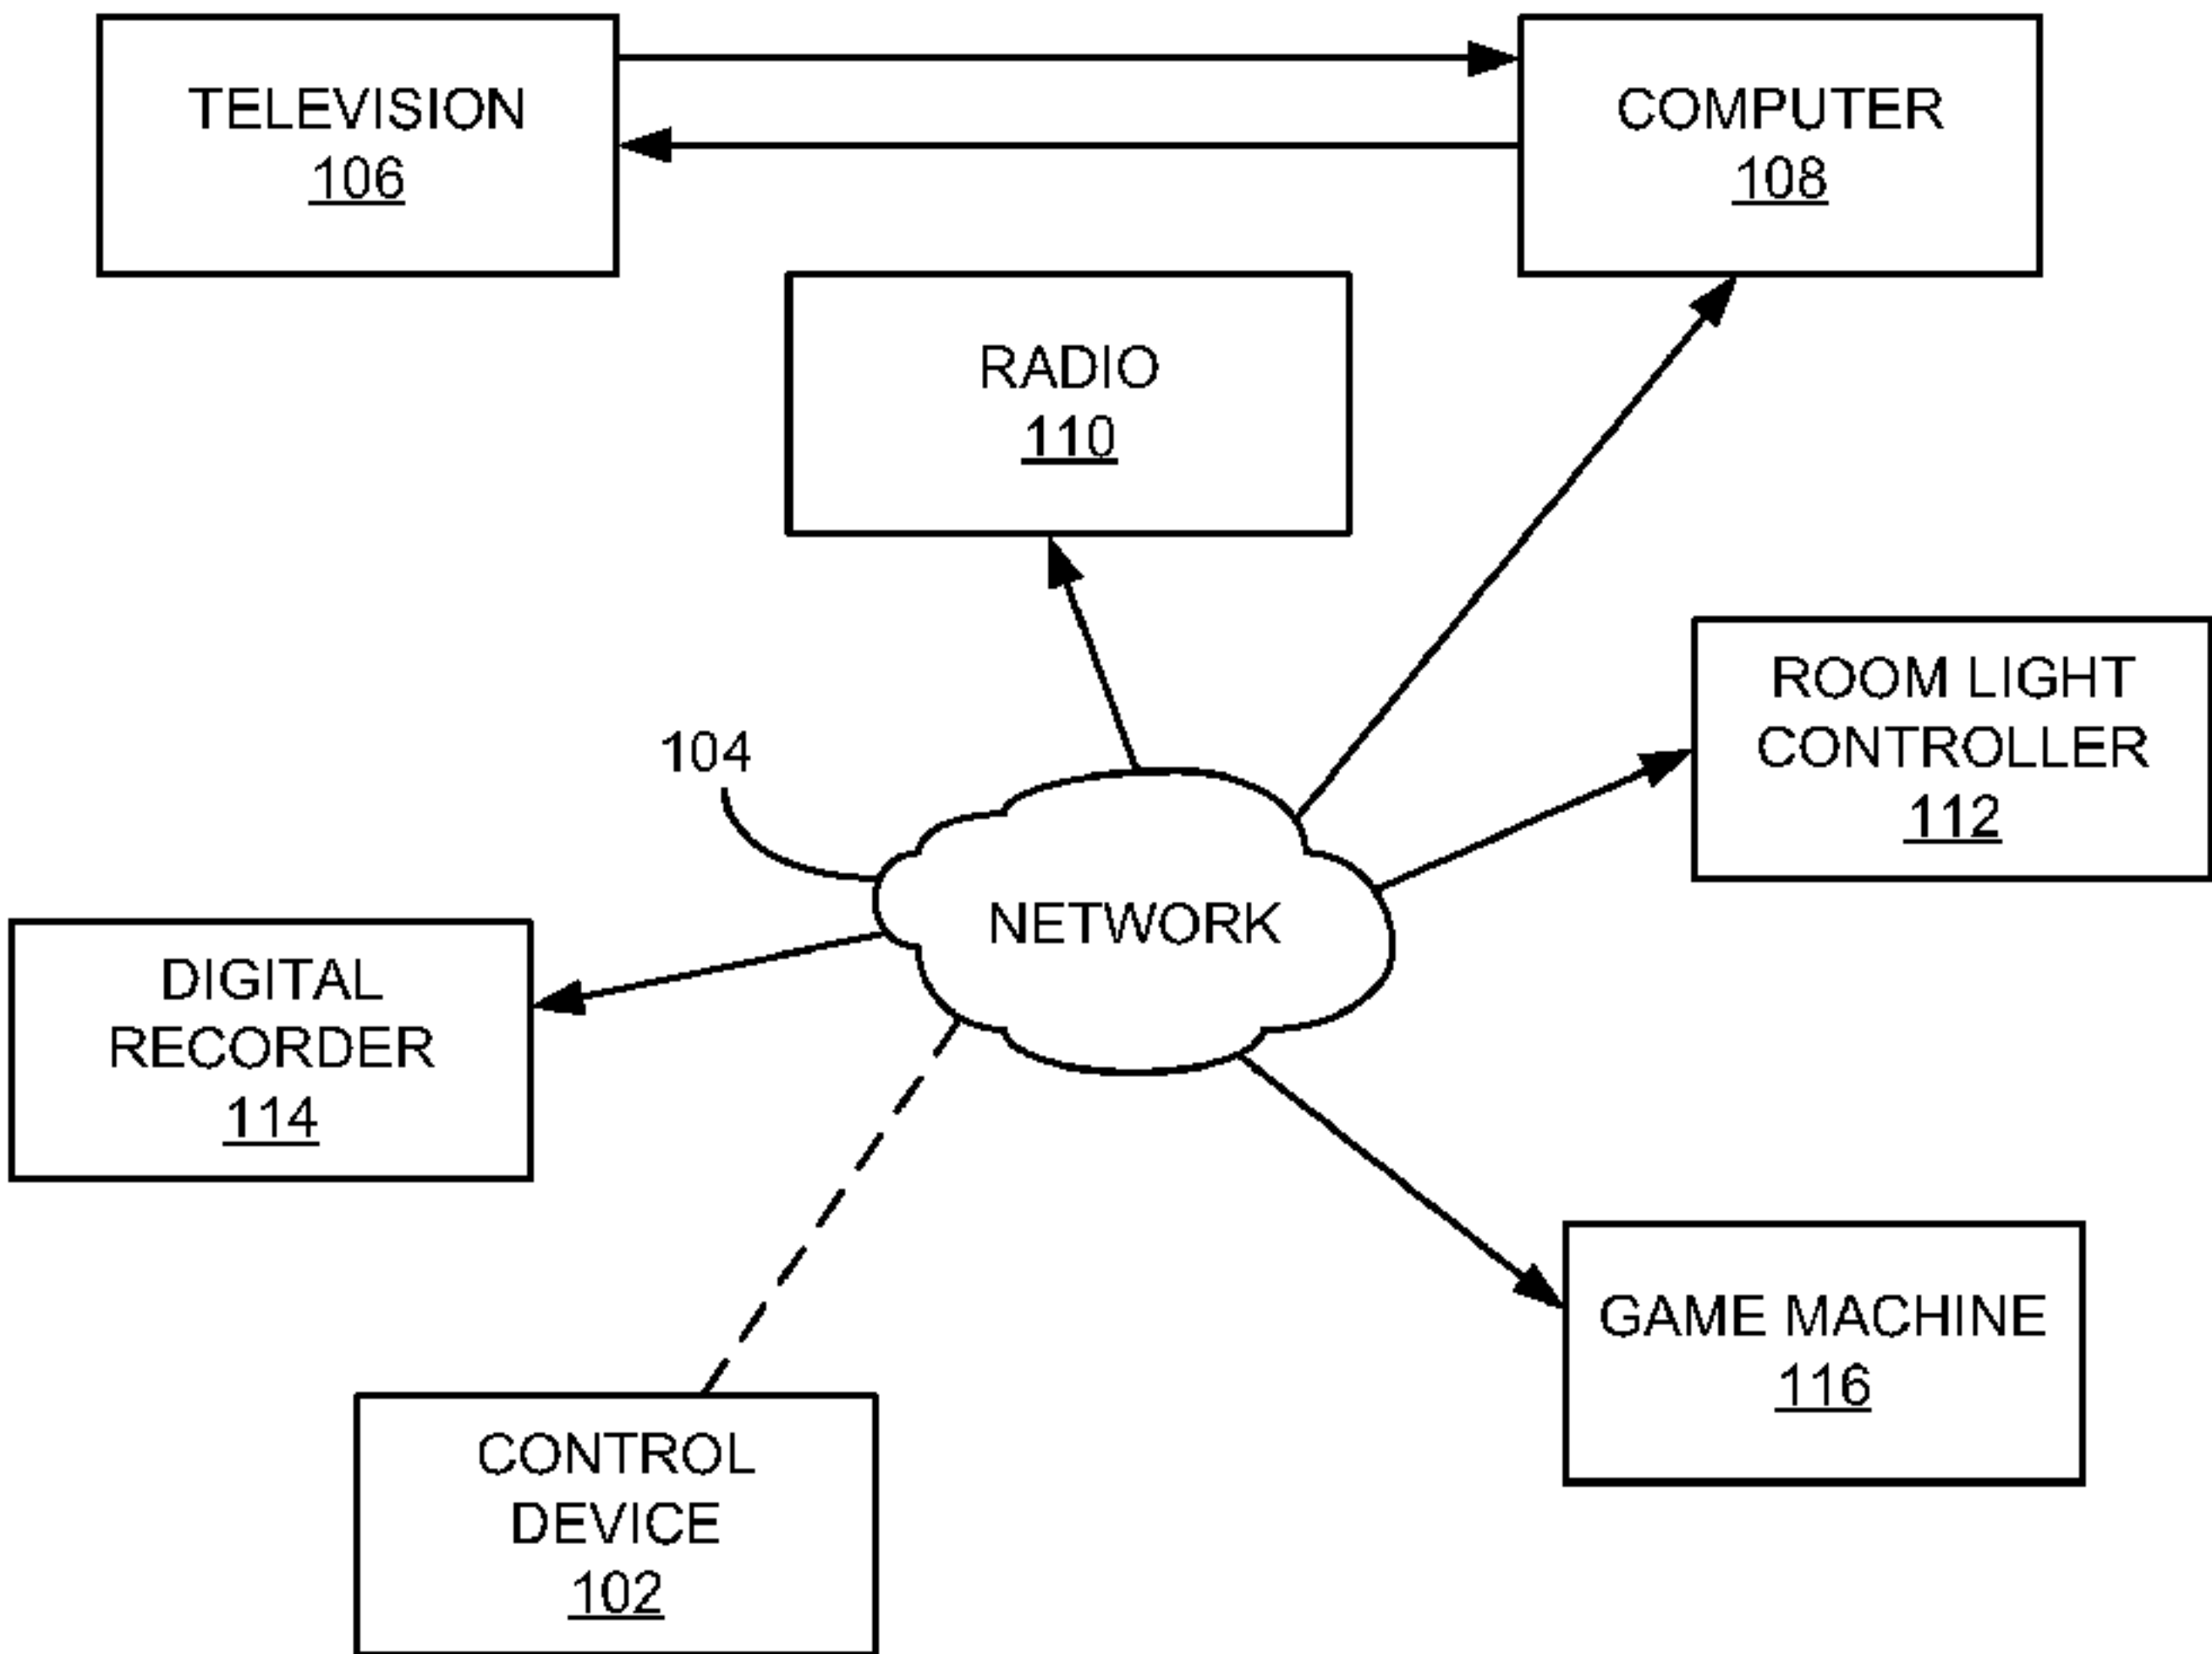 TELEVISION
106
COMPUTER
108
RADIO
110
ROOM LIGHT
CONTROLLER
112
104
NETWORK
DIGITAL
RECORDER
114
GAME MACHINE
116
CONTROL
DEVICE
102